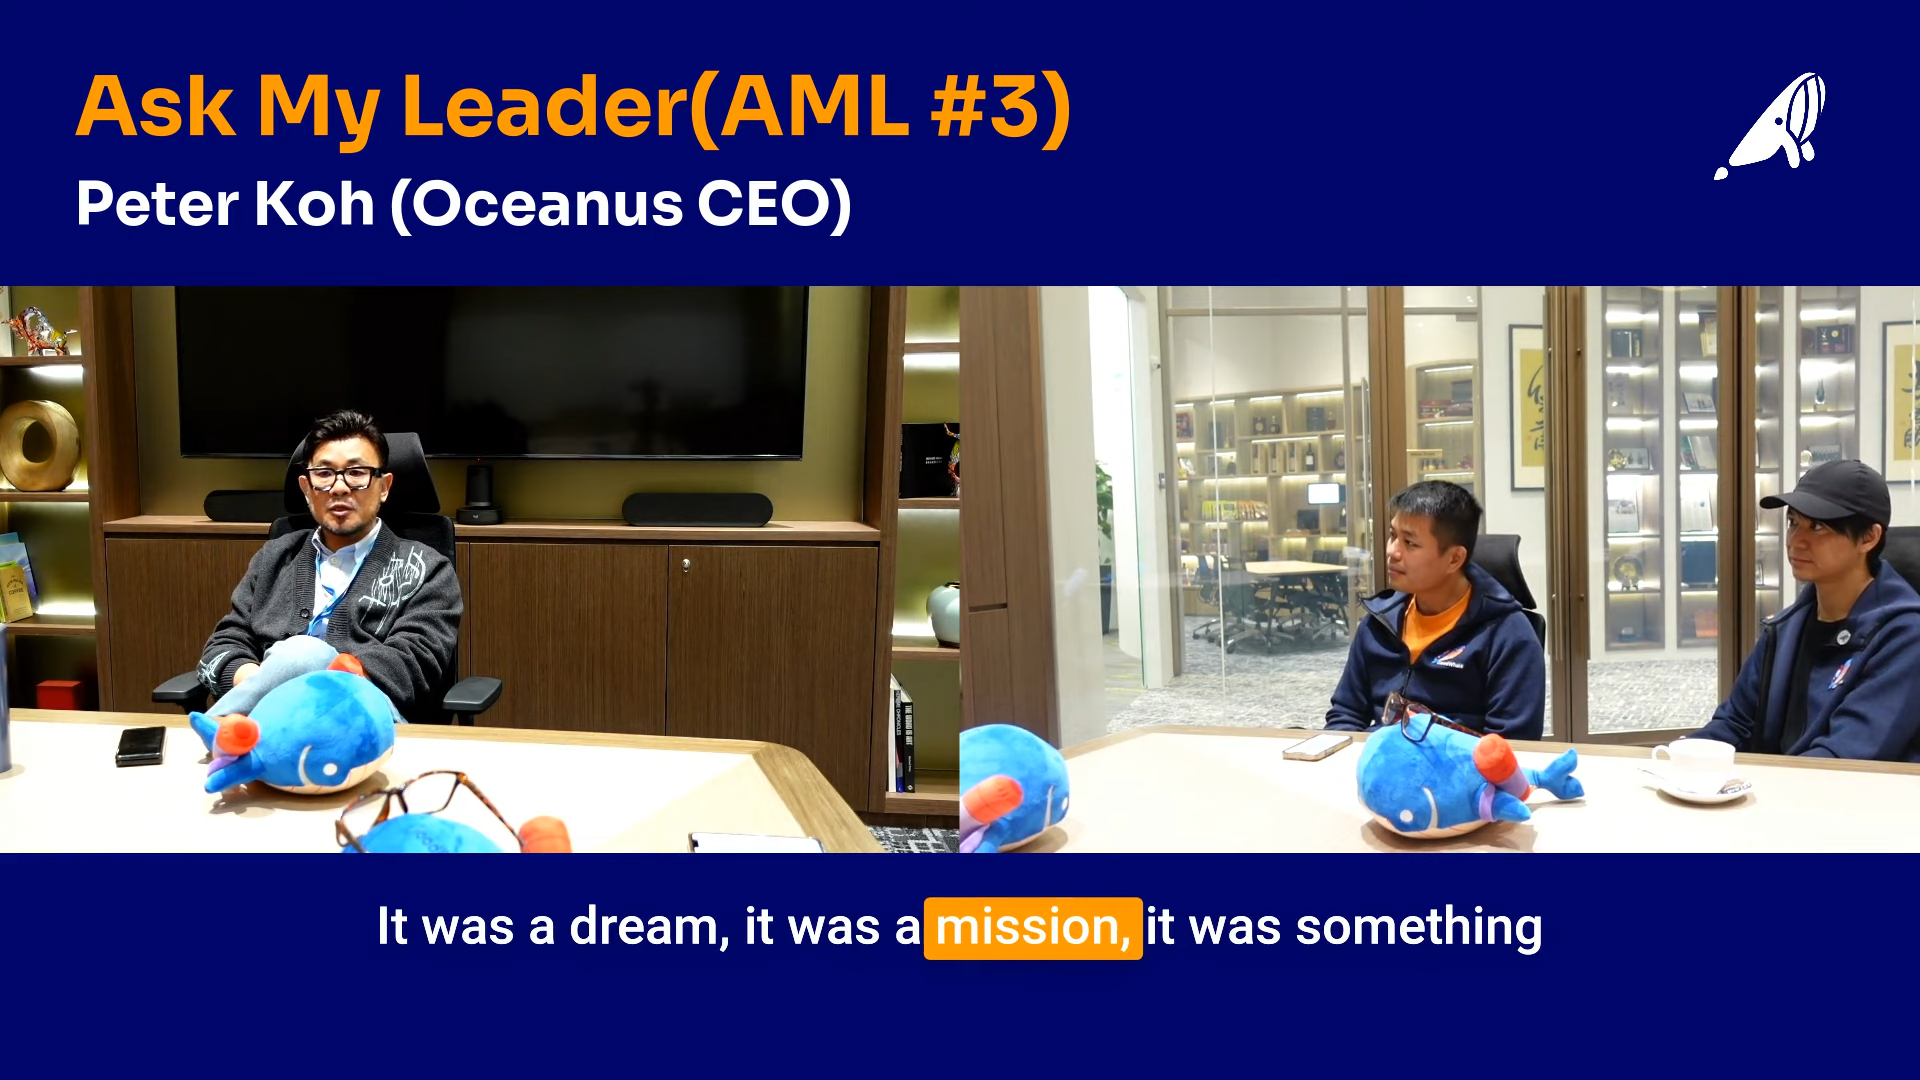 Ask My Leader(AML #3)
Peter Koh (Oceanus CEO)
It was a dream, it was a mission, it was something